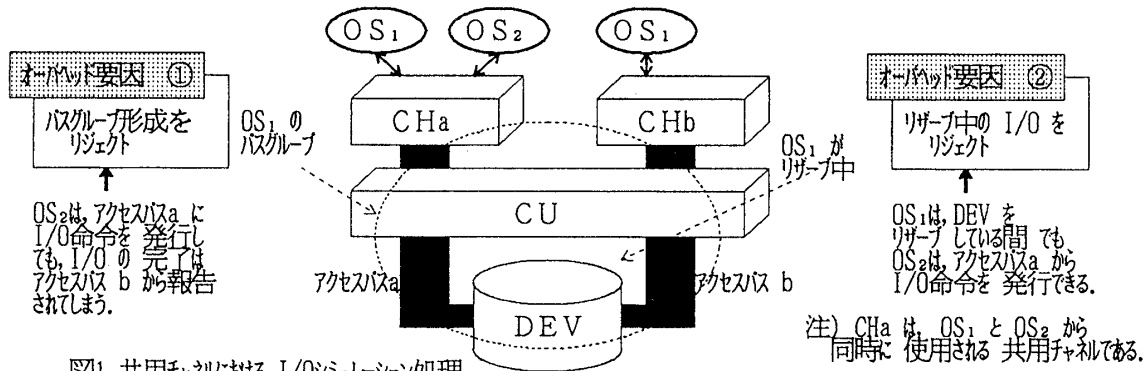 OS₁
OS₂
OS₁
オーバヘッド要因 ①
パスグループ形成を
リジェクト
OS₂は, アクセスパスa に
I/O命令を 発行し
ても, I/O の 完了は
アクセスパス b から報告
されてしまう.
OS₁ の
パスグループ
CHa
CHb
OS₁ が
リザーブ中
CU
アクセスパスa
アクセスパス b
DEV
オーバヘッド要因 ②
リザーブ中の I/O を
リジェクト
OS₁は, DEV を
リザーブ している間 でも
OS₂は, アクセスパスa から
I/O命令を 発行できる.
注) CHa は, OS₁ と OS₂ から
同時に 使用される 共用チャネルである.
図1 共用チャネルにおける I/Oシミュレーション処理